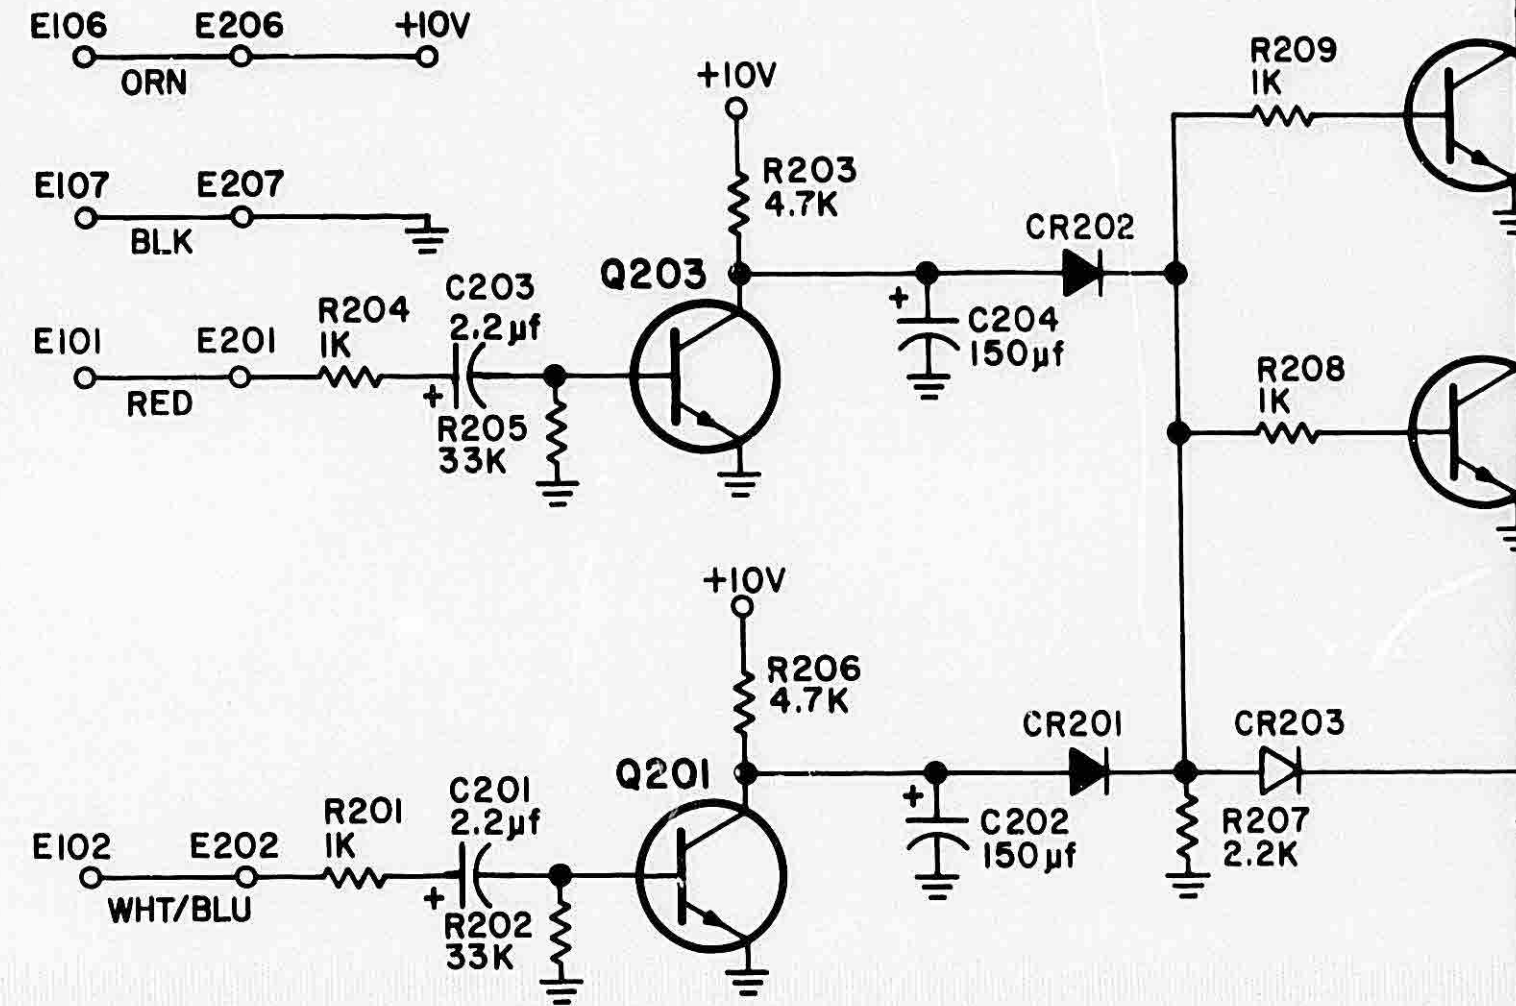 E106 E206 +10V
ORN
E107 E207
BLK
E101 E201
RED
R204
1K
C203
2.2µf
+
R205
33K
Q203
+10V
R203
4.7K
+
C204
150µf
CR202
R209
1K
R208
1K
E102 E202
WHT/BLU
R201
1K
C201
2.2µf
+
R202
33K
Q201
+10V
R206
4.7K
+
C202
150µf
CR201
CR203
R207
2.2K